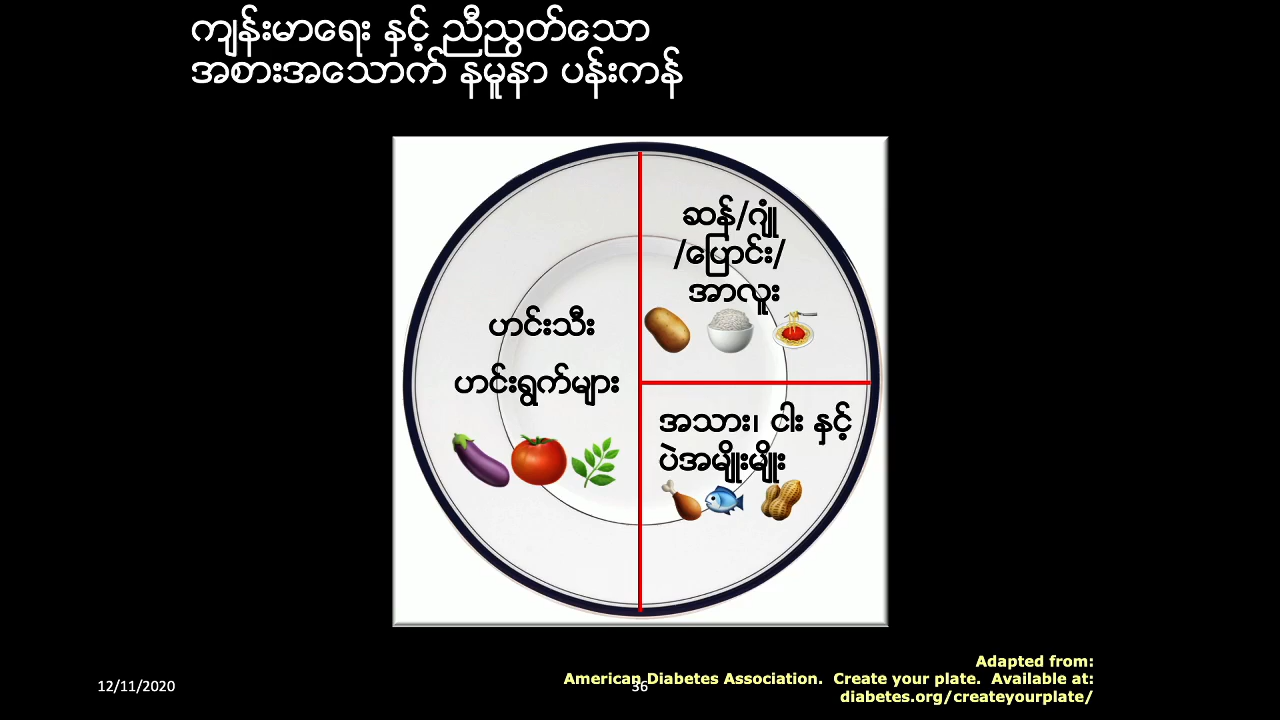 ကျန်းမာရေး နှင့် ညီညွတ်သော
အစားအသောက် နမူနာ ပန်းကန်
ဆန်/ဂျုံ
/ပြောင်း/
အာလူး
ဟင်းသီး
ဟင်းရွက်များ
အသား၊ ငါး နှင့်
ပဲအမျိုးမျိုး
Adapted from:
American Diabetes Association. Create your plate. Available at:
diabetes.org/createyourplate/
12/11/2020
36